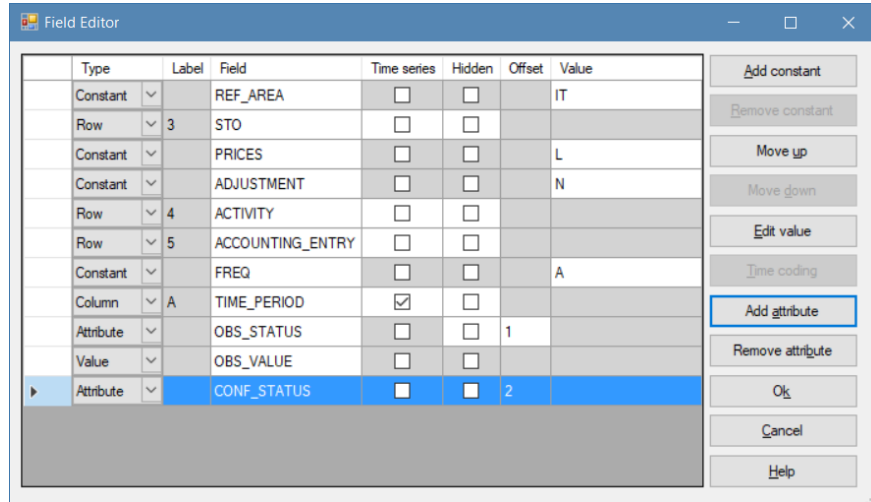 Field Editor
Type Label Field Time series Hidden Offset Value
Constant REF_AREA IT
Row 3 STO
Constant PRICES L
Constant ADJUSTMENT N
Row 4 ACTIVITY
Row 5 ACCOUNTING_ENTRY
Constant FREQ A
Column A TIME_PERIOD
Attribute OBS_STATUS 1
Value OBS_VALUE
Attribute CONF_STATUS 2
Add constant
Remove constant
Move up
Move down
Edit value
Time coding
Add attribute
Remove attribute
Ok
Cancel
Help